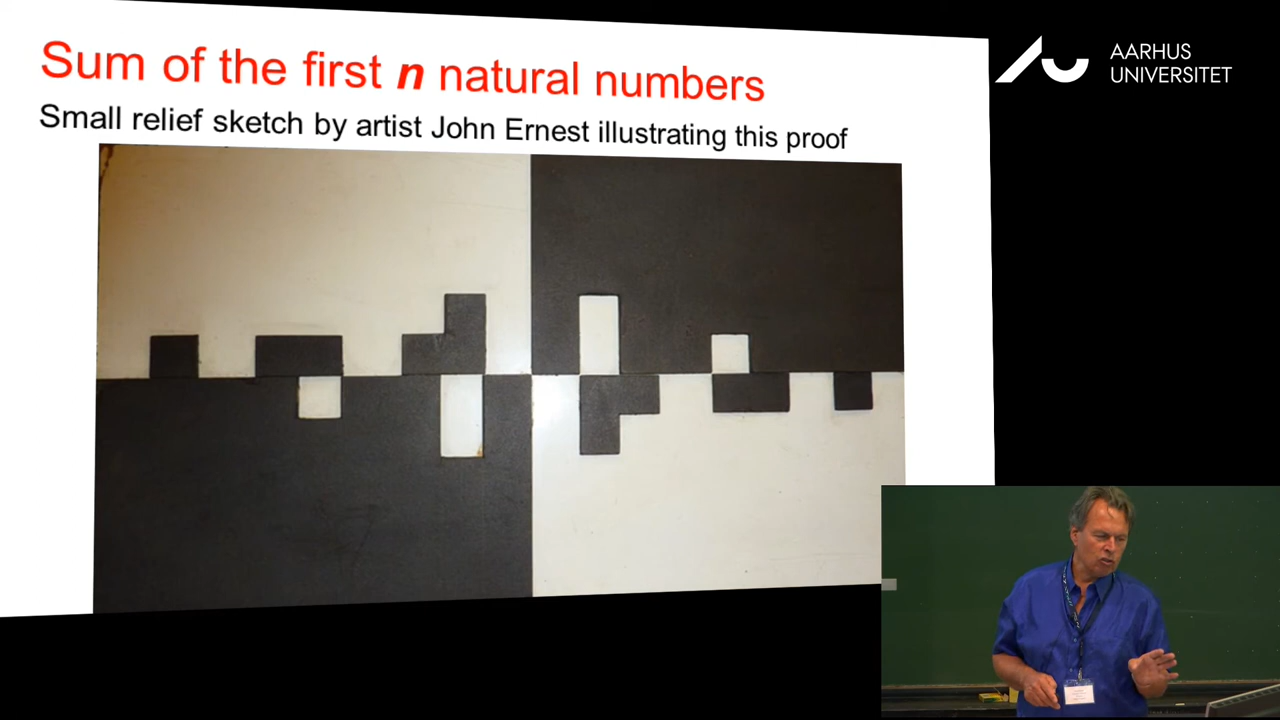 Sum of the first n natural numbers
Small relief sketch by artist John Ernest illustrating this proof
AARHUS
UNIVERSITET